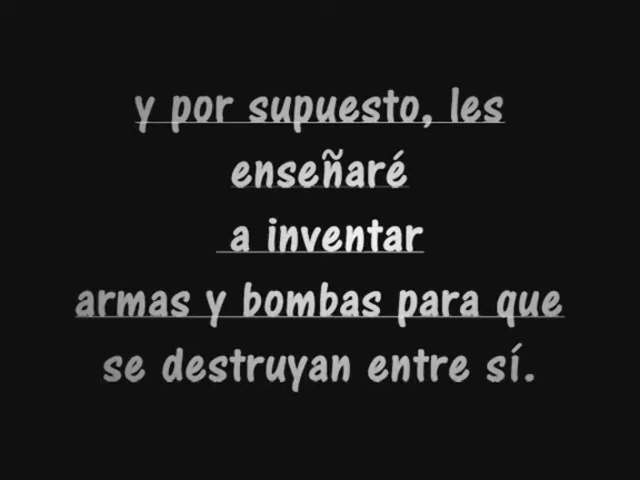 y por supuesto, les
enseñaré
a inventar
armas y bombas para que
se destruyan entre sí.